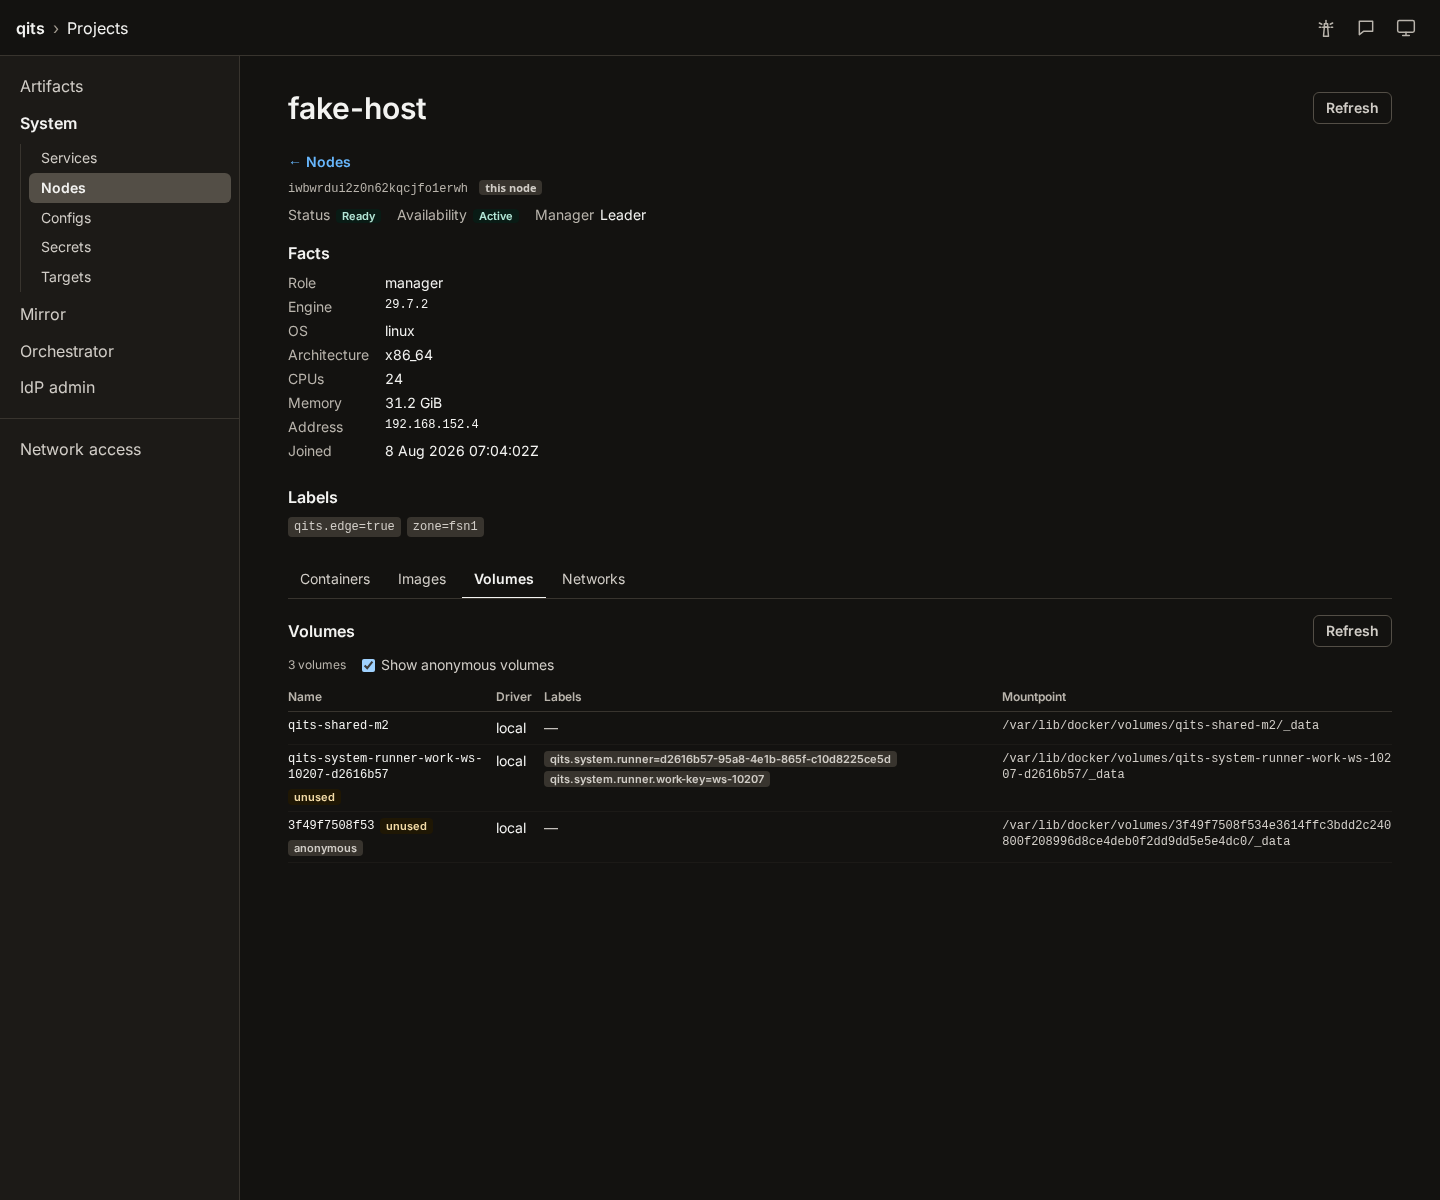 qits › Projects
Artifacts
System
Services
Nodes
Configs
Secrets
Targets
Mirror
Orchestrator
IdP admin
Network access
fake-host
Refresh
← Nodes
iwbwrdui2z0n62kqcjfo1erwh this node
Status Ready Availability Active Manager Leader
Facts
Role manager
Engine 29.7.2
OS linux
Architecture x86_64
CPUs 24
Memory 31.2 GiB
Address 192.168.152.4
Joined 8 Aug 2026 07:04:02Z
Labels
qits.edge=true zone=fsn1
Containers Images Volumes Networks
Volumes
Refresh
3 volumes Show anonymous volumes
Name Driver Labels Mountpoint
qits-shared-m2 local — /var/lib/docker/volumes/qits-shared-m2/_data
qits-system-runner-work-ws-
10207-d2616b57
unused
local
qits.system.runner=d2616b57-95a8-4e1b-865f-c10d8225ce5d
qits.system.runner.work-key=ws-10207
/var/lib/docker/volumes/qits-system-runner-work-ws-102
07-d2616b57/_data
3f49f7508f53 unused
anonymous
local —
/var/lib/docker/volumes/3f49f7508f534e3614ffc3bdd2c240
800f208996d8ce4deb0f2dd9dd5e5e4dc0/_data